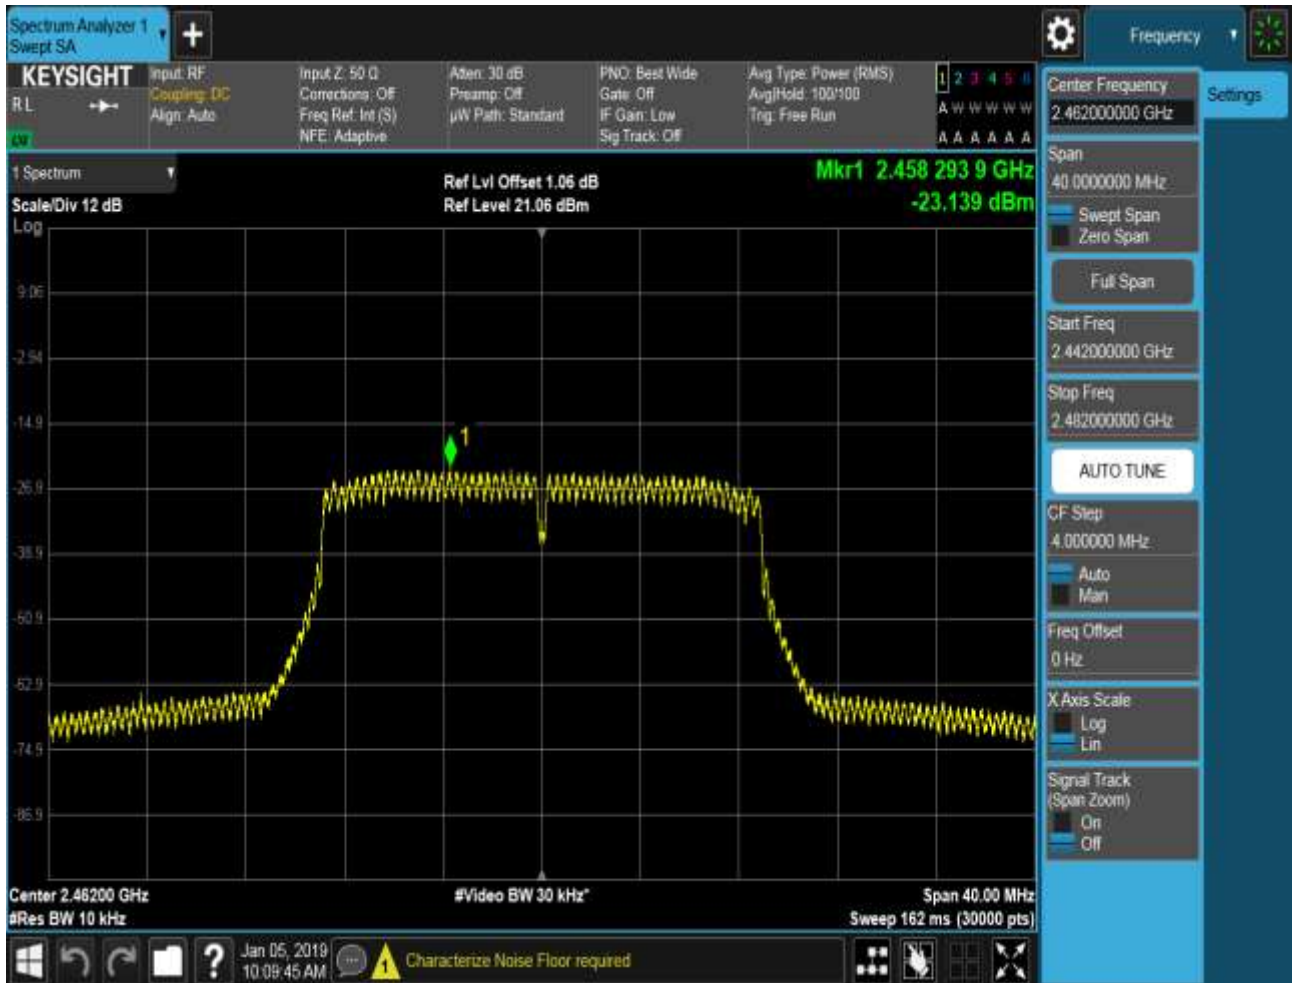 Spectrum Analyzer 1
Swept SA
+
Frequency
KEYSIGHT
RL
Input: RF
Coupling: DC
Align: Auto
Input Z: 50 Ω
Corrections: Off
Freq Ref: Int (S)
NFE: Adaptive
Atten: 30 dB
Preamp: Off
µW Path: Standard
PNO: Best Wide
Gate: Off
IF Gain: Low
Sig Track: Off
Avg Type: Power (RMS)
Avg|Hold: 100/100
Trig: Free Run
1 2 3 4 5 6
A W W W W W
A A A A A A
1 Spectrum
Scale/Div 12 dB
Log
Ref Lvl Offset 1.06 dB
Ref Level 21.06 dBm
Mkr1 2.458 293 9 GHz
-23.139 dBm
9.06
-2.94
-14.9
-26.9
-38.9
-50.9
-62.9
-74.9
-86.9
1
Center 2.46200 GHz
#Res BW 10 kHz
#Video BW 30 kHz*
Span 40.00 MHz
Sweep 162 ms (30000 pts)
?
Jan 05, 2019
10:09:45 AM
1
Characterize Noise Floor required
Center Frequency
2.462000000 GHz
Settings
Span
40.0000000 MHz
Swept Span
Zero Span
Full Span
Start Freq
2.442000000 GHz
Stop Freq
2.482000000 GHz
AUTO TUNE
CF Step
4.000000 MHz
Auto
Man
Freq Offset
0 Hz
X Axis Scale
Log
Lin
Signal Track
(Span Zoom)
On
Off